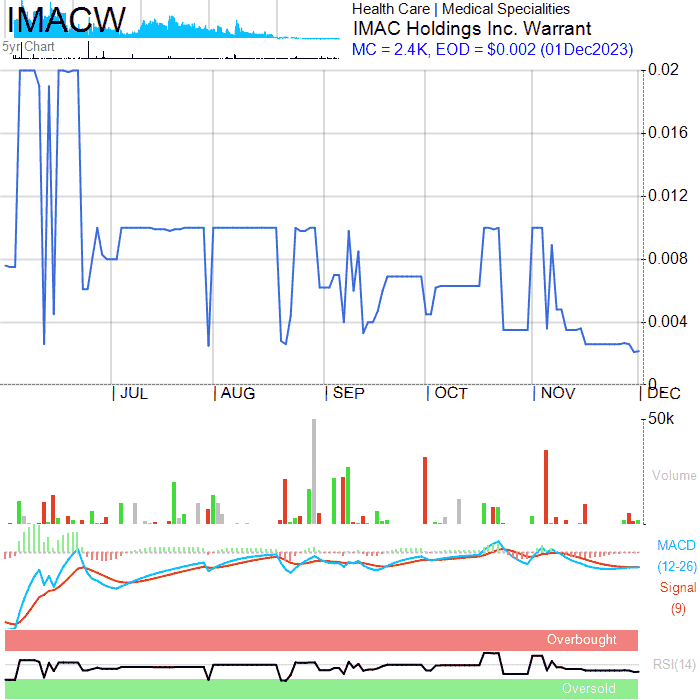 IMACW
5yr Chart
Health Care | Medical Specialities
IMAC Holdings Inc. Warrant
MC = 2.4K, EOD = $0.002 (01Dec2023)
0.02
0.016
0.012
0.008
0.004
0
JUL AUG SEP OCT NOV DEC
50k
Volume
MACD
(12-26)
Signal
(9)
Overbought
RSI(14)
Oversold